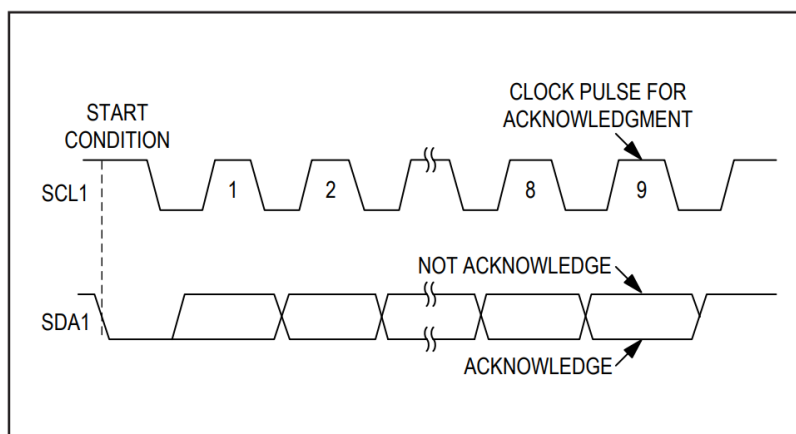 START
CONDITION
CLOCK PULSE FOR
ACKNOWLEDGMENT
SCL1
1
2
8
9
NOT ACKNOWLEDGE
SDA1
ACKNOWLEDGE